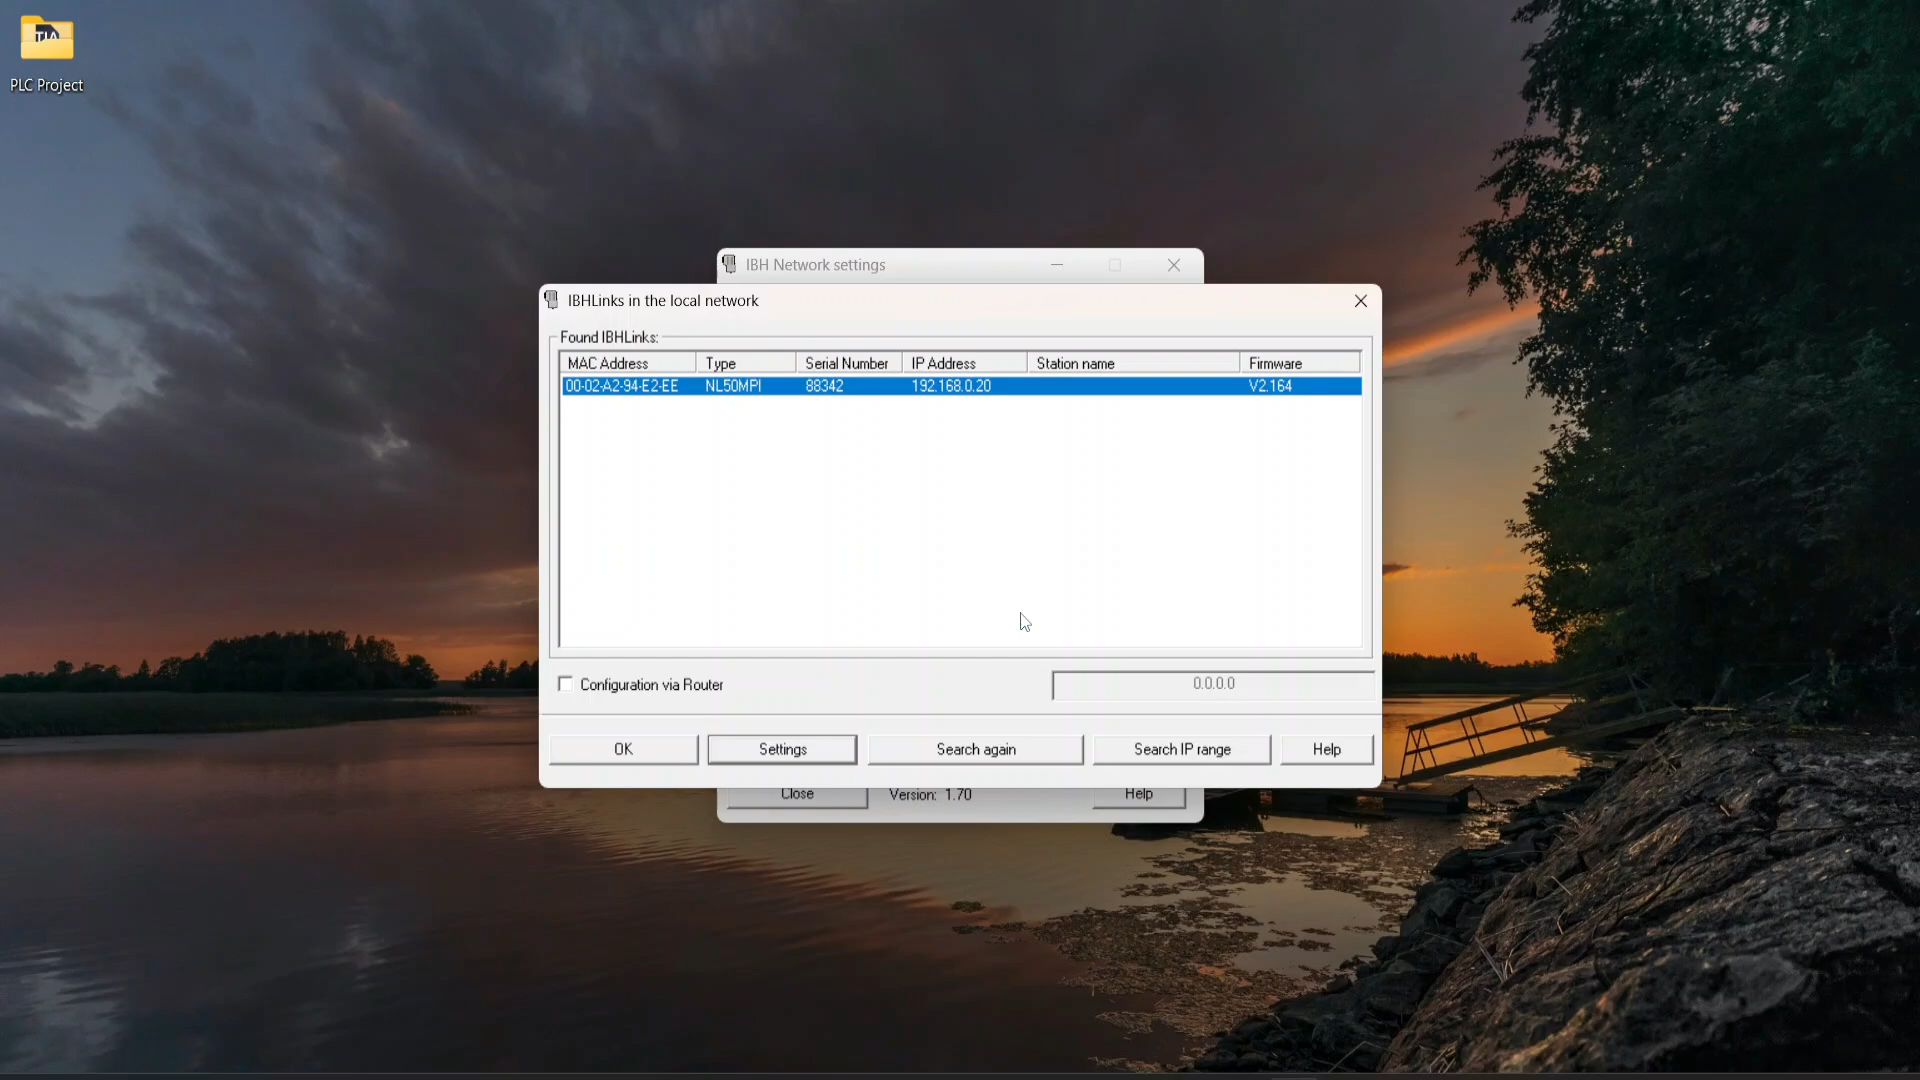 TIA
PLC Project
IBH Network settings
IBHLinks in the local network
Found IBHLinks:
MAC Address Type Serial Number IP Address Station name Firmware
00-02-A2-94-E2-EE NL50MPI 88342 192.168.0.20 V2.164
Configuration via Router 0.0.0.0
OK Settings Search again Search IP range Help
Close Version: 1.70 Help